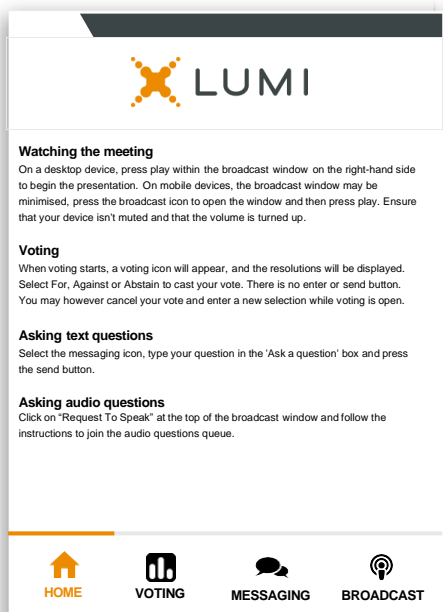 LUMI
Watching the meeting
On a desktop device, press play within the broadcast window on the right-hand side
to begin the presentation. On mobile devices, the broadcast window may be
minimised, press the broadcast icon to open the window and then press play. Ensure
that your device isn't muted and that the volume is turned up.
Voting
When voting starts, a voting icon will appear, and the resolutions will be displayed.
Select For, Against or Abstain to cast your vote. There is no enter or send button.
You may however cancel your vote and enter a new selection while voting is open.
Asking text questions
Select the messaging icon, type your question in the 'Ask a question' box and press
the send button.
Asking audio questions
Click on “Request To Speak” at the top of the broadcast window and follow the
instructions to join the audio questions queue.
HOME VOTING MESSAGING BROADCAST